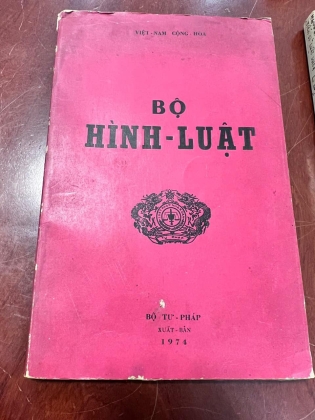 VIỆT-NAM CỘNG HÒA
BỘ
HÌNH-LUẬT
BỘ TƯ-PHÁP
XUẤT-BẢN
1974